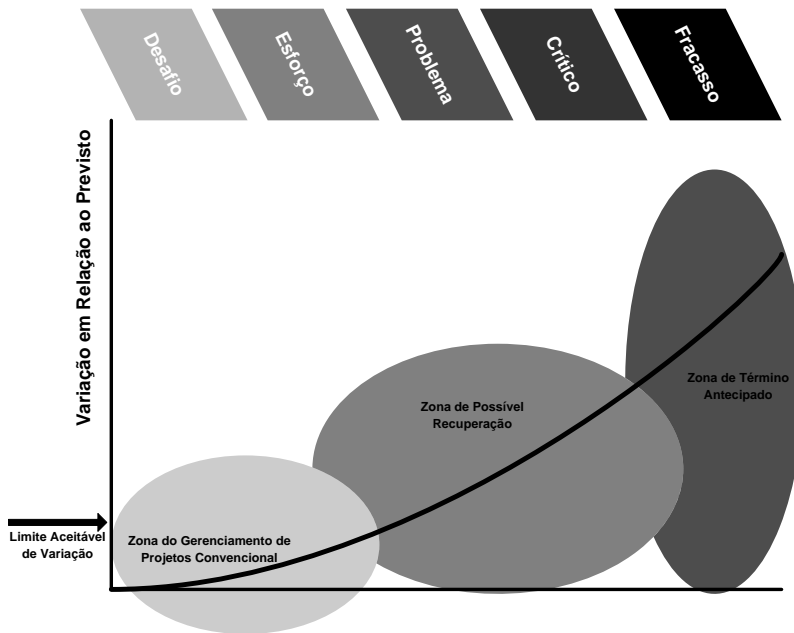 Desafio
Esforço
Problema
Crítico
Fracasso
Variação em Relação ao Previsto
Zona de Término
Antecipado
Zona de Possível
Recuperação
Limite Aceitável
de Variação
Zona do Gerenciamento de
Projetos Convencional